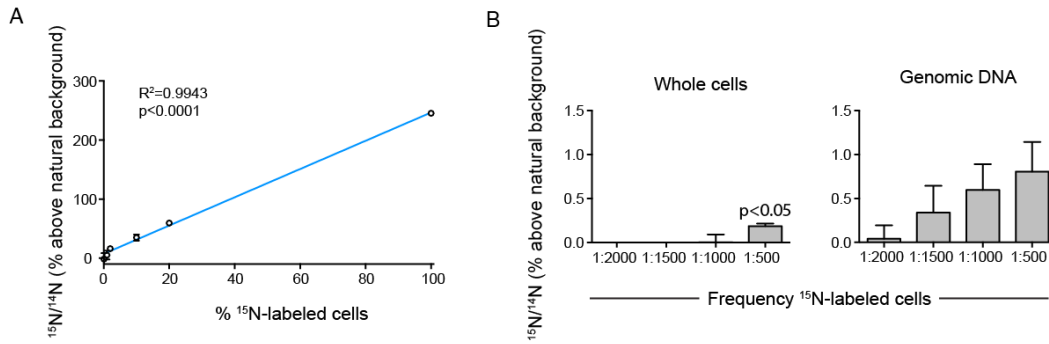 A
¹⁵N/¹⁴N (% above natural background)
300
200
100
0
R²=0.9943
p<0.0001
0 20 40 60 80 100
% ¹⁵N-labeled cells
B
¹⁵N/¹⁴N (% above natural background)
Whole cells
1.5
1.0
0.5
0.0
p<0.05
1:2000 1:1500 1:1000 1:500
Genomic DNA
1.5
1.0
0.5
0.0
1:2000 1:1500 1:1000 1:500
Frequency ¹⁵N-labeled cells